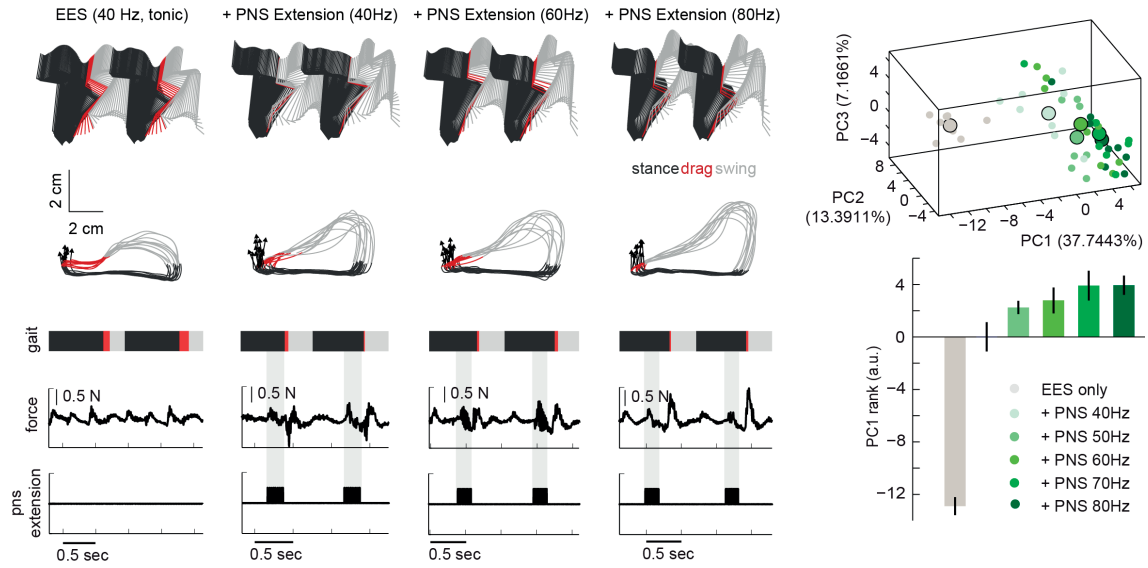 EES (40 Hz, tonic)
+ PNS Extension (40Hz)
+ PNS Extension (60Hz)
+ PNS Extension (80Hz)
stance drag swing
2 cm
2 cm
gait
force
0.5 N
0.5 N
0.5 N
0.5 N
pns
extension
0.5 sec
0.5 sec
0.5 sec
0.5 sec
PC3 (7.1661%)
4
0
−4
8
4
0
−4
PC2
(13.3911%)
−12
−8
−4
0
4
PC1 (37.7443%)
PC1 rank (a.u.)
4
0
−4
−8
−12
EES only
+ PNS 40Hz
+ PNS 50Hz
+ PNS 60Hz
+ PNS 70Hz
+ PNS 80Hz